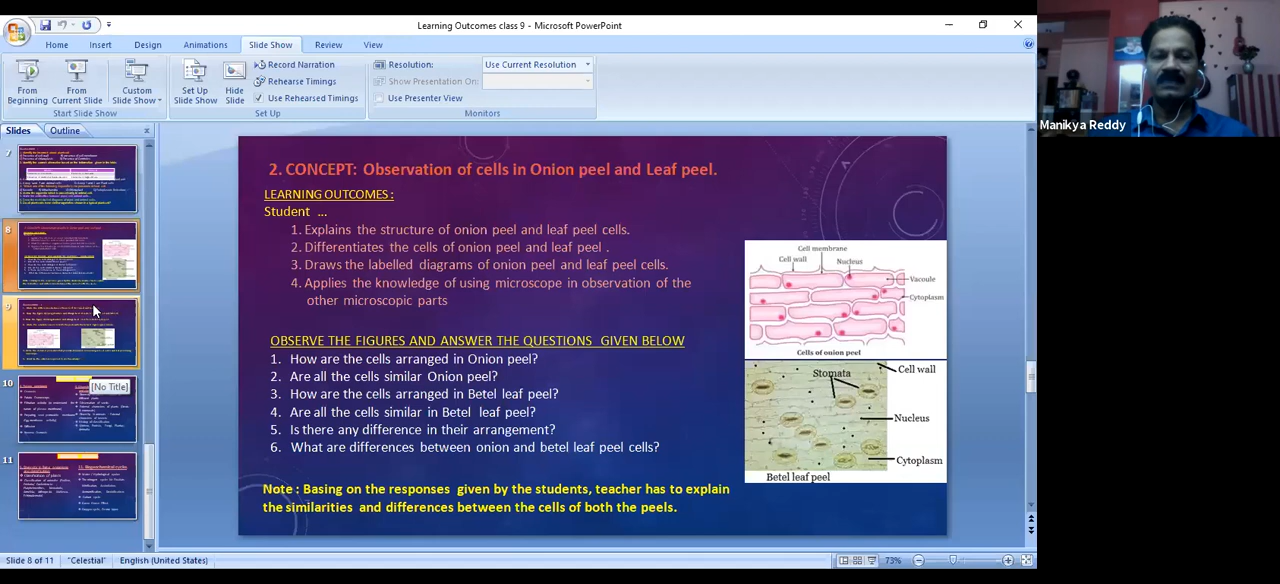 Learning Outcomes class 9 - Microsoft PowerPoint
Home Insert Design Animations Slide Show Review View
From Beginning
From Current Slide
Custom Slide Show
Start Slide Show
Set Up Slide Show
Hide Slide
Record Narration
Rehearse Timings
Use Rehearsed Timings
Set Up
Resolution: Use Current Resolution
Show Presentation On:
Use Presenter View
Monitors
Manikya Reddy
Slides Outline
7
8
9
10
[No Title]
11
2. CONCEPT: Observation of cells in Onion peel and Leaf peel.
LEARNING OUTCOMES :
Student ...
1. Explains the structure of onion peel and leaf peel cells.
2. Differentiates the cells of onion peel and leaf peel .
3. Draws the labelled diagrams of onion peel and leaf peel cells.
4. Applies the knowledge of using microscope in observation of the
other microscopic parts
OBSERVE THE FIGURES AND ANSWER THE QUESTIONS GIVEN BELOW
1. How are the cells arranged in Onion peel?
2. Are all the cells similar Onion peel?
3. How are the cells arranged in Betel leaf peel?
4. Are all the cells similar in Betel leaf peel?
5. Is there any difference in their arrangement?
6. What are differences between onion and betel leaf peel cells?
Note : Basing on the responses given by the students, teacher has to explain
the similarities and differences between the cells of both the peels.
Cell membrane
Cell wall
Nucleus
Vacuole
Cytoplasm
Cells of onion peel
Stomata
Cell wall
Nucleus
Cytoplasm
Betel leaf peel
Slide 8 of 11 "Celestial" English (United States) 73%